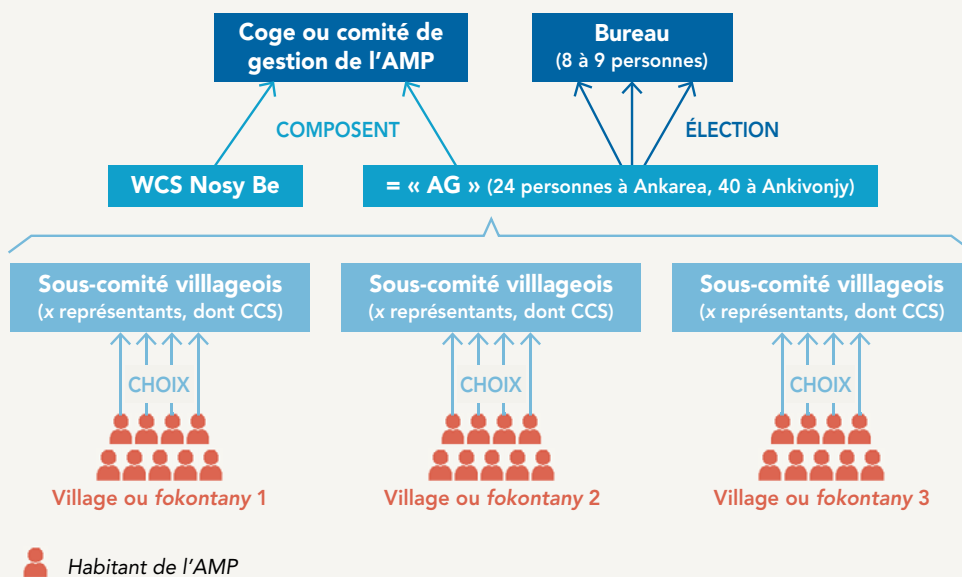 Coge ou comité de
gestion de l'AMP
Bureau
(8 à 9 personnes)
COMPOSENT
ÉLECTION
WCS Nosy Be
= « AG » (24 personnes à Ankarea, 40 à Ankivonjy)
Sous-comité villlageois
(x représentants, dont CCS)
Sous-comité villlageois
(x représentants, dont CCS)
Sous-comité villlageois
(x représentants, dont CCS)
CHOIX
CHOIX
CHOIX
Village ou fokontany 1
Village ou fokontany 2
Village ou fokontany 3
Habitant de l'AMP